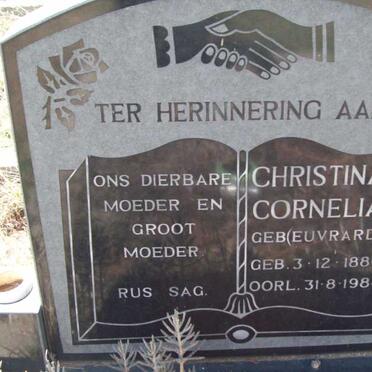 TER HERINNERING AA
ONS DIERBARE
MOEDER EN
GROOT
MOEDER
RUS SAG.
CHRISTINA
CORNELIA
GEB(EUVRARD
GEB. 3·12·188
OORL. 31·8·198